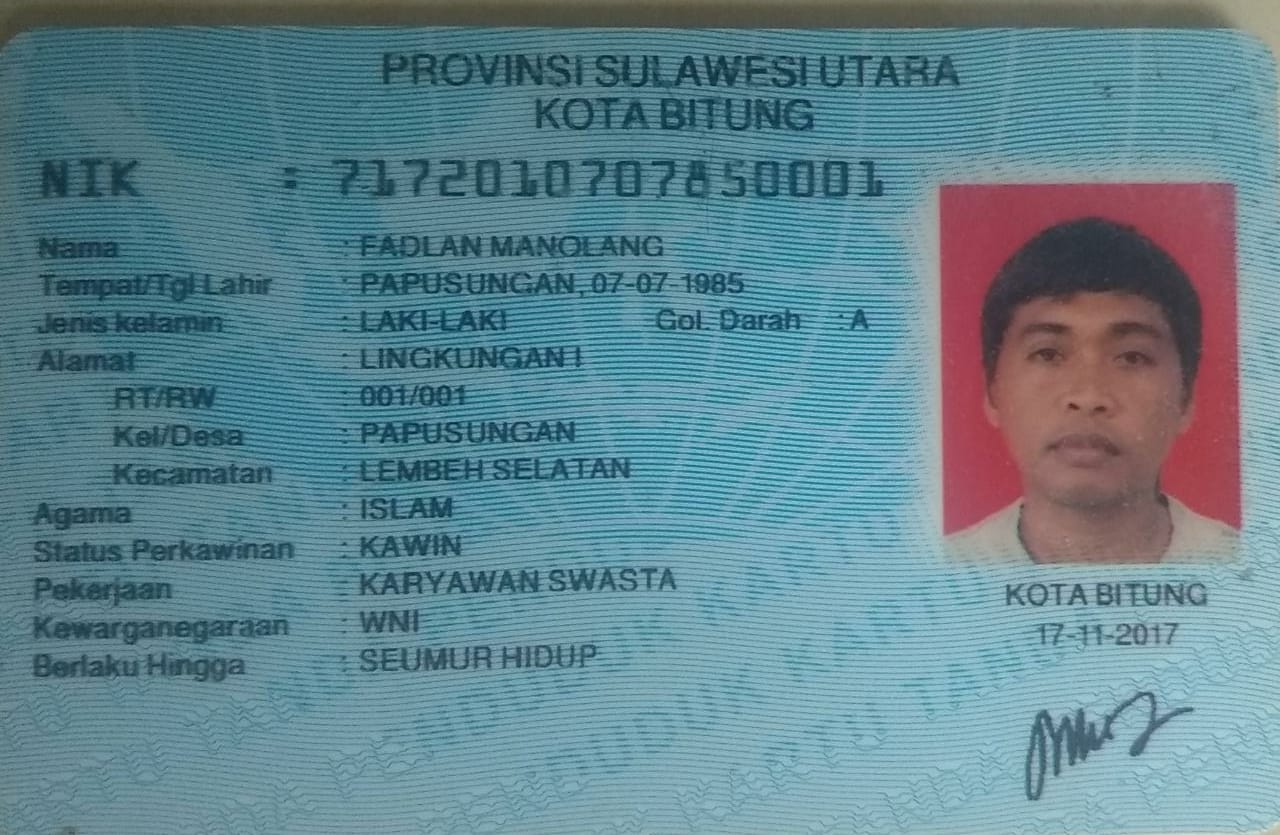 PROVINSI SULAWESI UTARA
KOTA BITUNG
NIK : 7172010707850001
Nama : FADLAN MANOLANG
Tempat/Tgl Lahir : PAPUSUNGAN, 07-07-1985
Jenis kelamin : LAKI-LAKI Gol. Darah : A
Alamat : LINGKUNGAN I
RT/RW : 001/001
Kel/Desa : PAPUSUNGAN
Kecamatan : LEMBEH SELATAN
Agama : ISLAM
Status Perkawinan : KAWIN
Pekerjaan : KARYAWAN SWASTA
Kewarganegaraan : WNI
Berlaku Hingga : SEUMUR HIDUP
KOTA BITUNG
17-11-2017